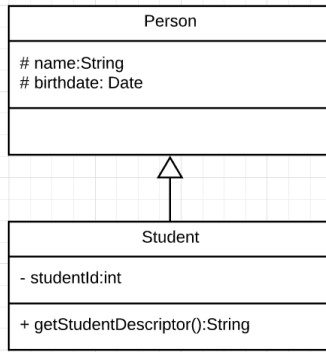 Person
# name:String
# birthdate: Date
Student
- studentId:int
+ getStudentDescriptor():String